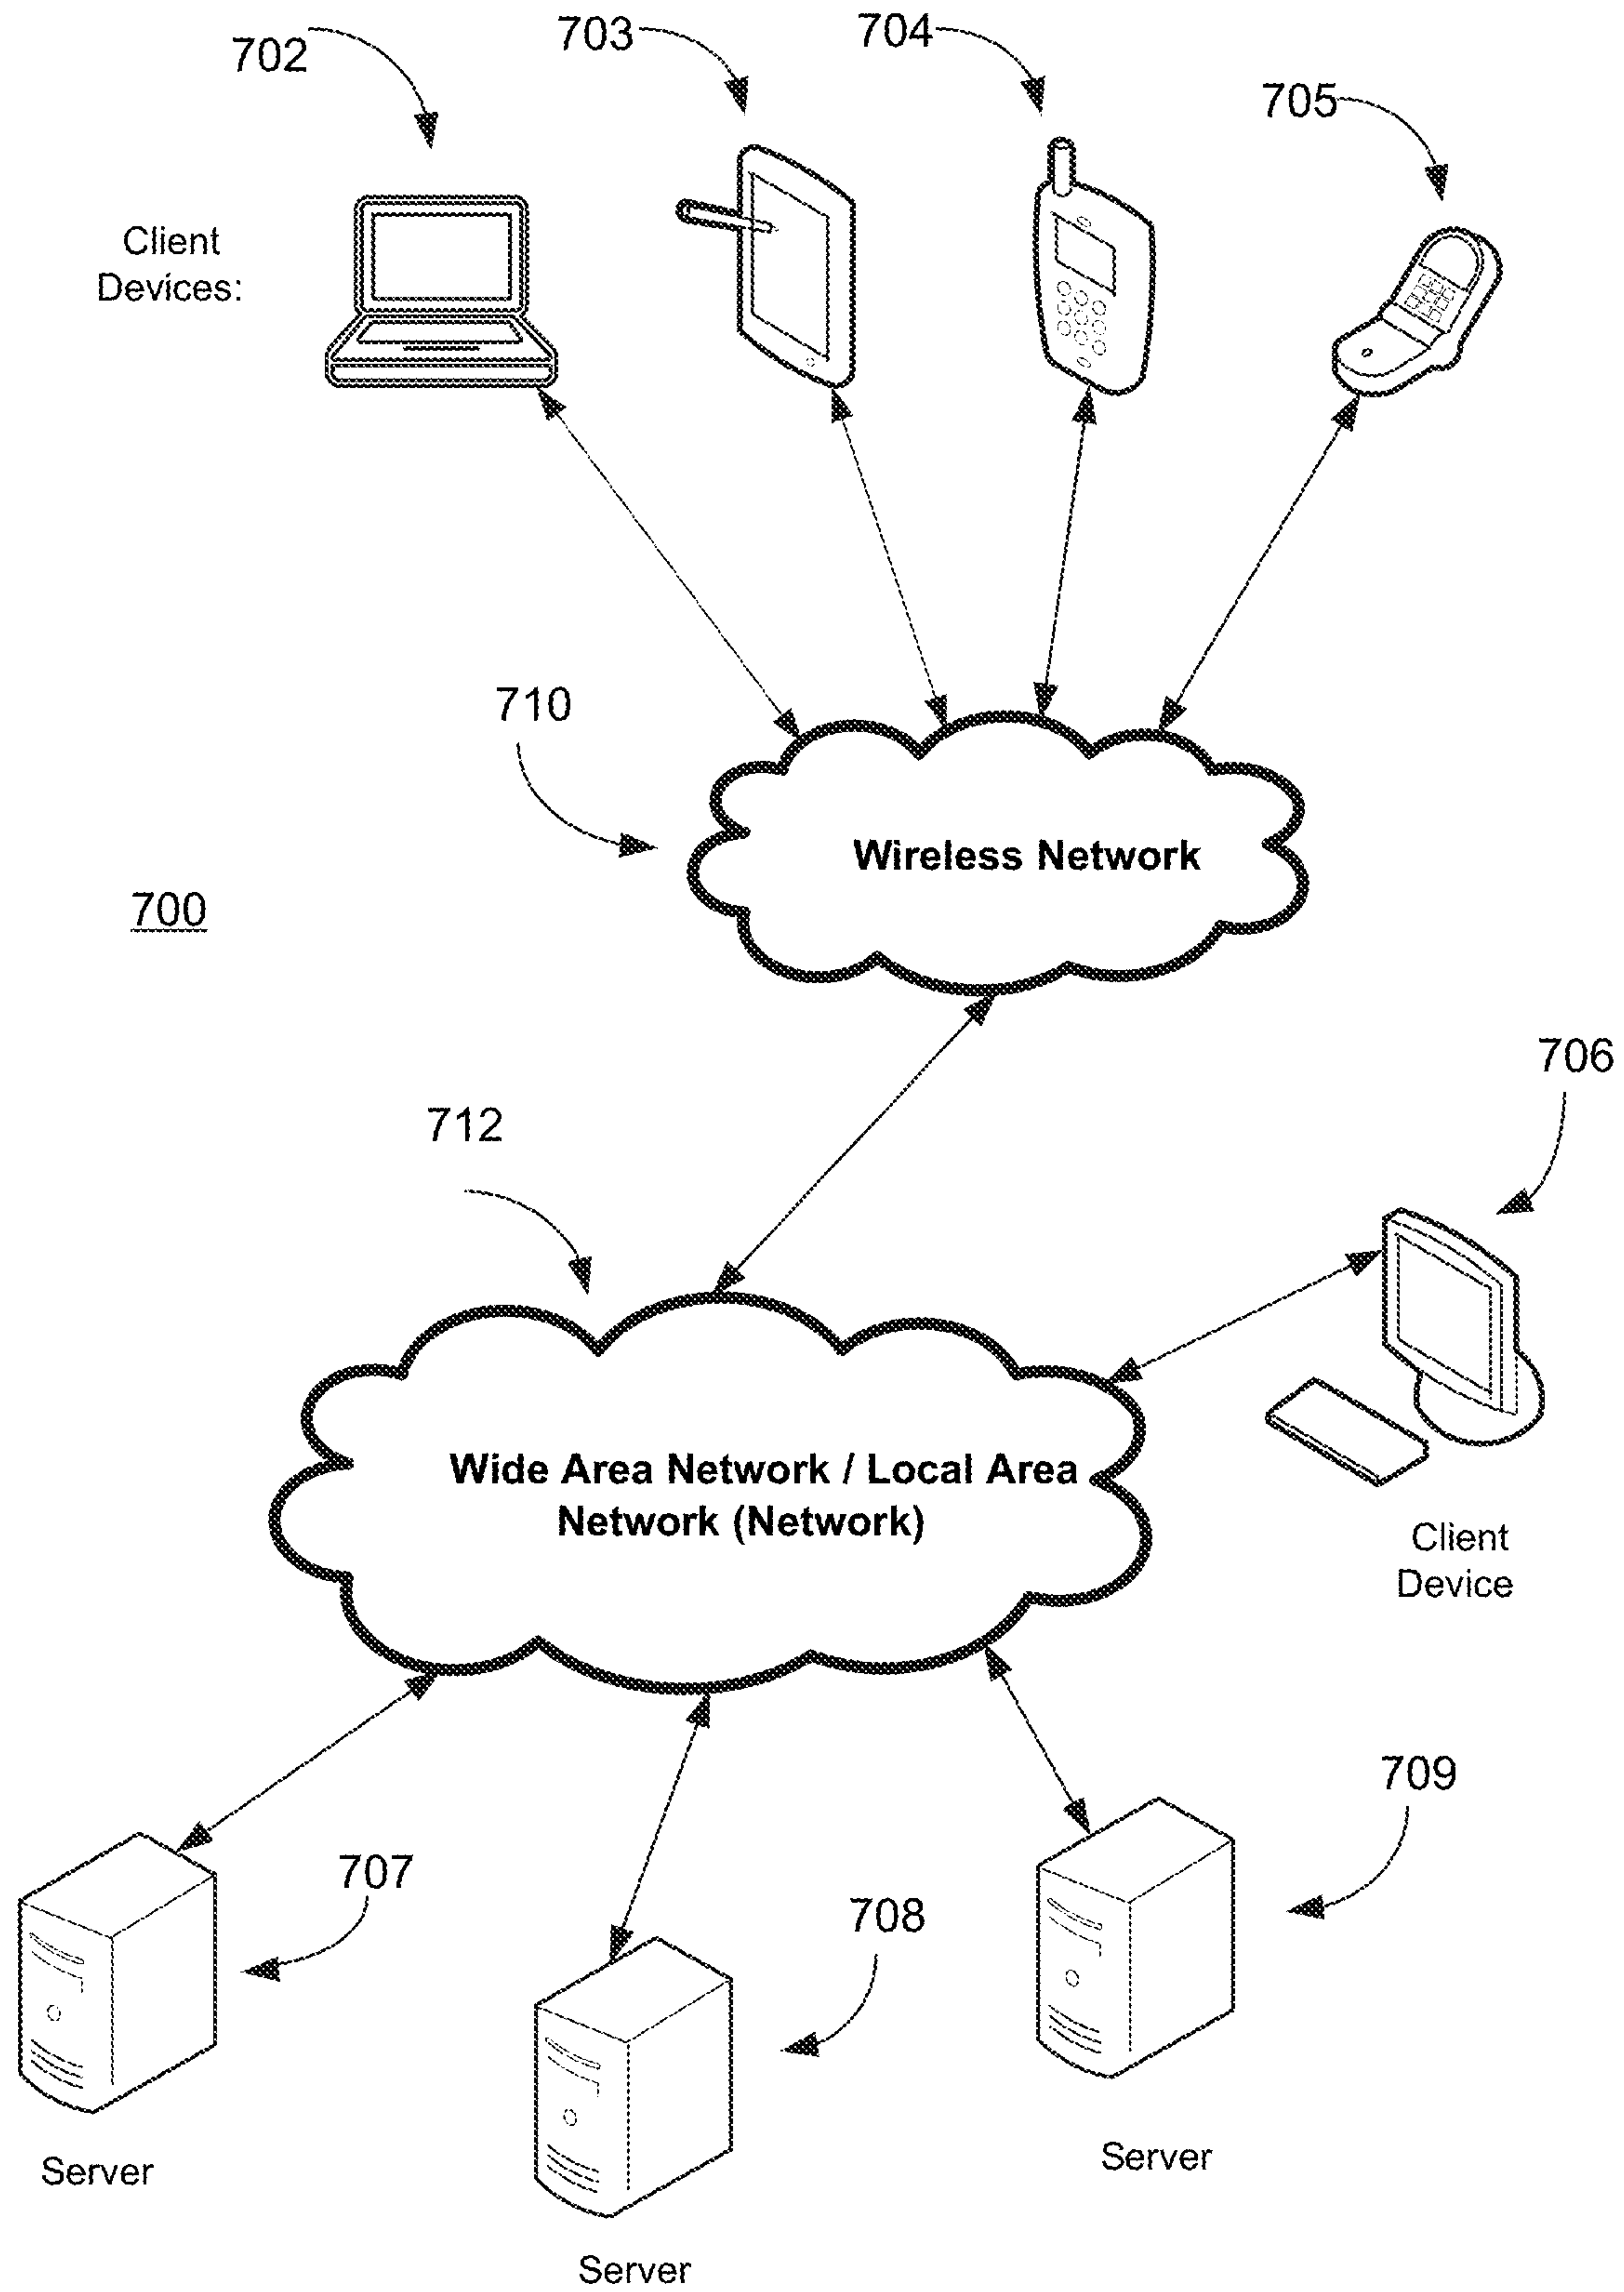 702
703
704
705
Client
Devices:
710
Wireless Network
700
706
712
Wide Area Network / Local Area
Network (Network)
Client
Device
709
707
708
Server
Server
Server